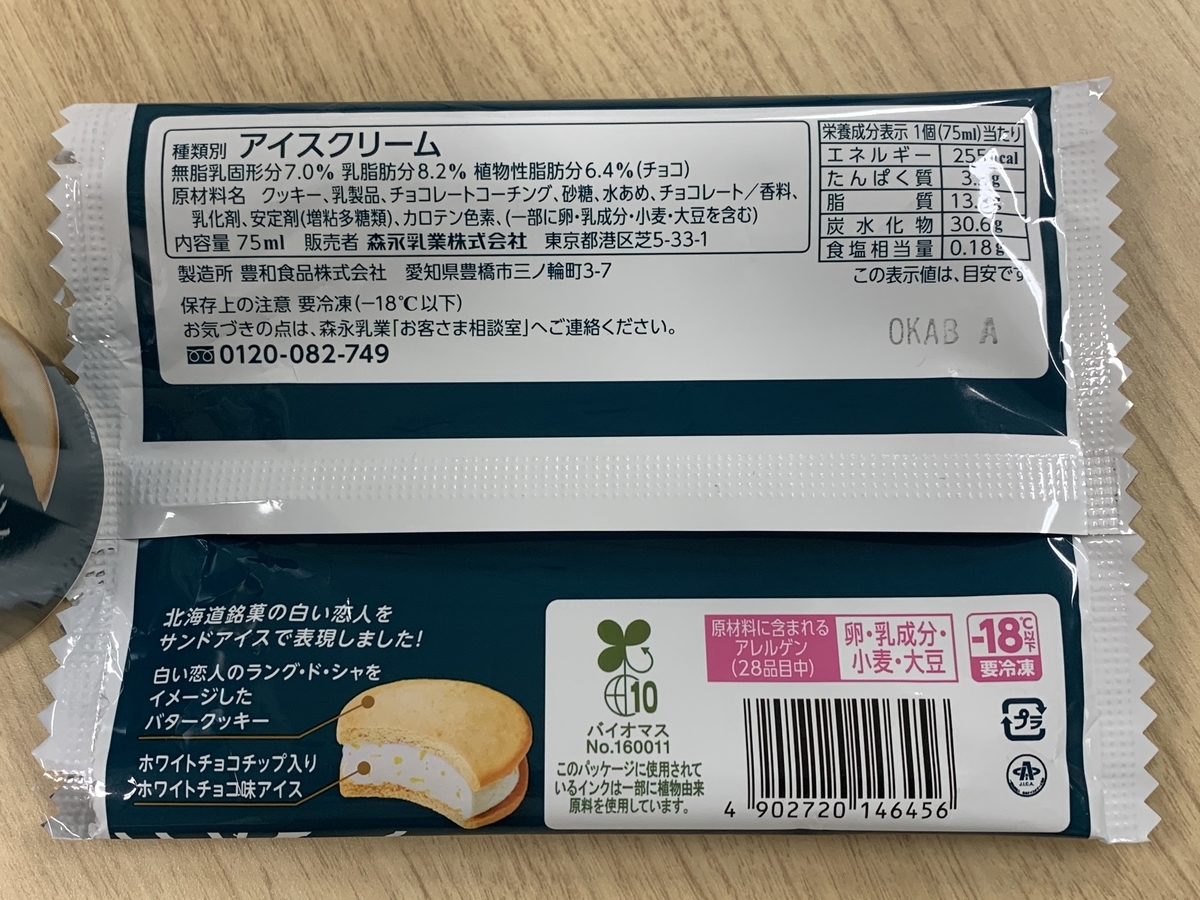 種類別 アイスクリーム
無脂乳固形分7.0% 乳脂肪分8.2% 植物性脂肪分6.4%(チョコ)
原材料名 クッキー、乳製品、チョコレートコーチング、砂糖、水あめ、チョコレート／香料、
乳化剤、安定剤(増粘多糖類)、カロテン色素、(一部に卵・乳成分・小麦・大豆を含む)
内容量 75ml 販売者 森永乳業株式会社 東京都港区芝5-33-1
製造所 豊和食品株式会社 愛知県豊橋市三ノ輪町3-7
保存上の注意 要冷凍(−18℃以下)
お気づきの点は、森永乳業「お客さま相談室」へご連絡ください。
0120-082-749
栄養成分表示 1個(75ml)当たり
エネルギー
たんぱく質
脂質
炭水化物 30.6g
食塩相当量 0.18g
この表示値は、目安です
OKAB A
北海道銘菓の白い恋人を
サンドアイスで表現しました!
白い恋人のラング・ド・シャを
イメージした
バタークッキー
ホワイトチョコチップ入り
ホワイトチョコ味アイス
10
バイオマス
No.160011
このパッケージに使用されて
いるインクは一部に植物由来
原料を使用しています。
原材料に含まれる
アレルゲン
(28品目中)
卵・乳成分・
小麦・大豆
-18℃以下
要冷凍
プラ
4 902720 146456